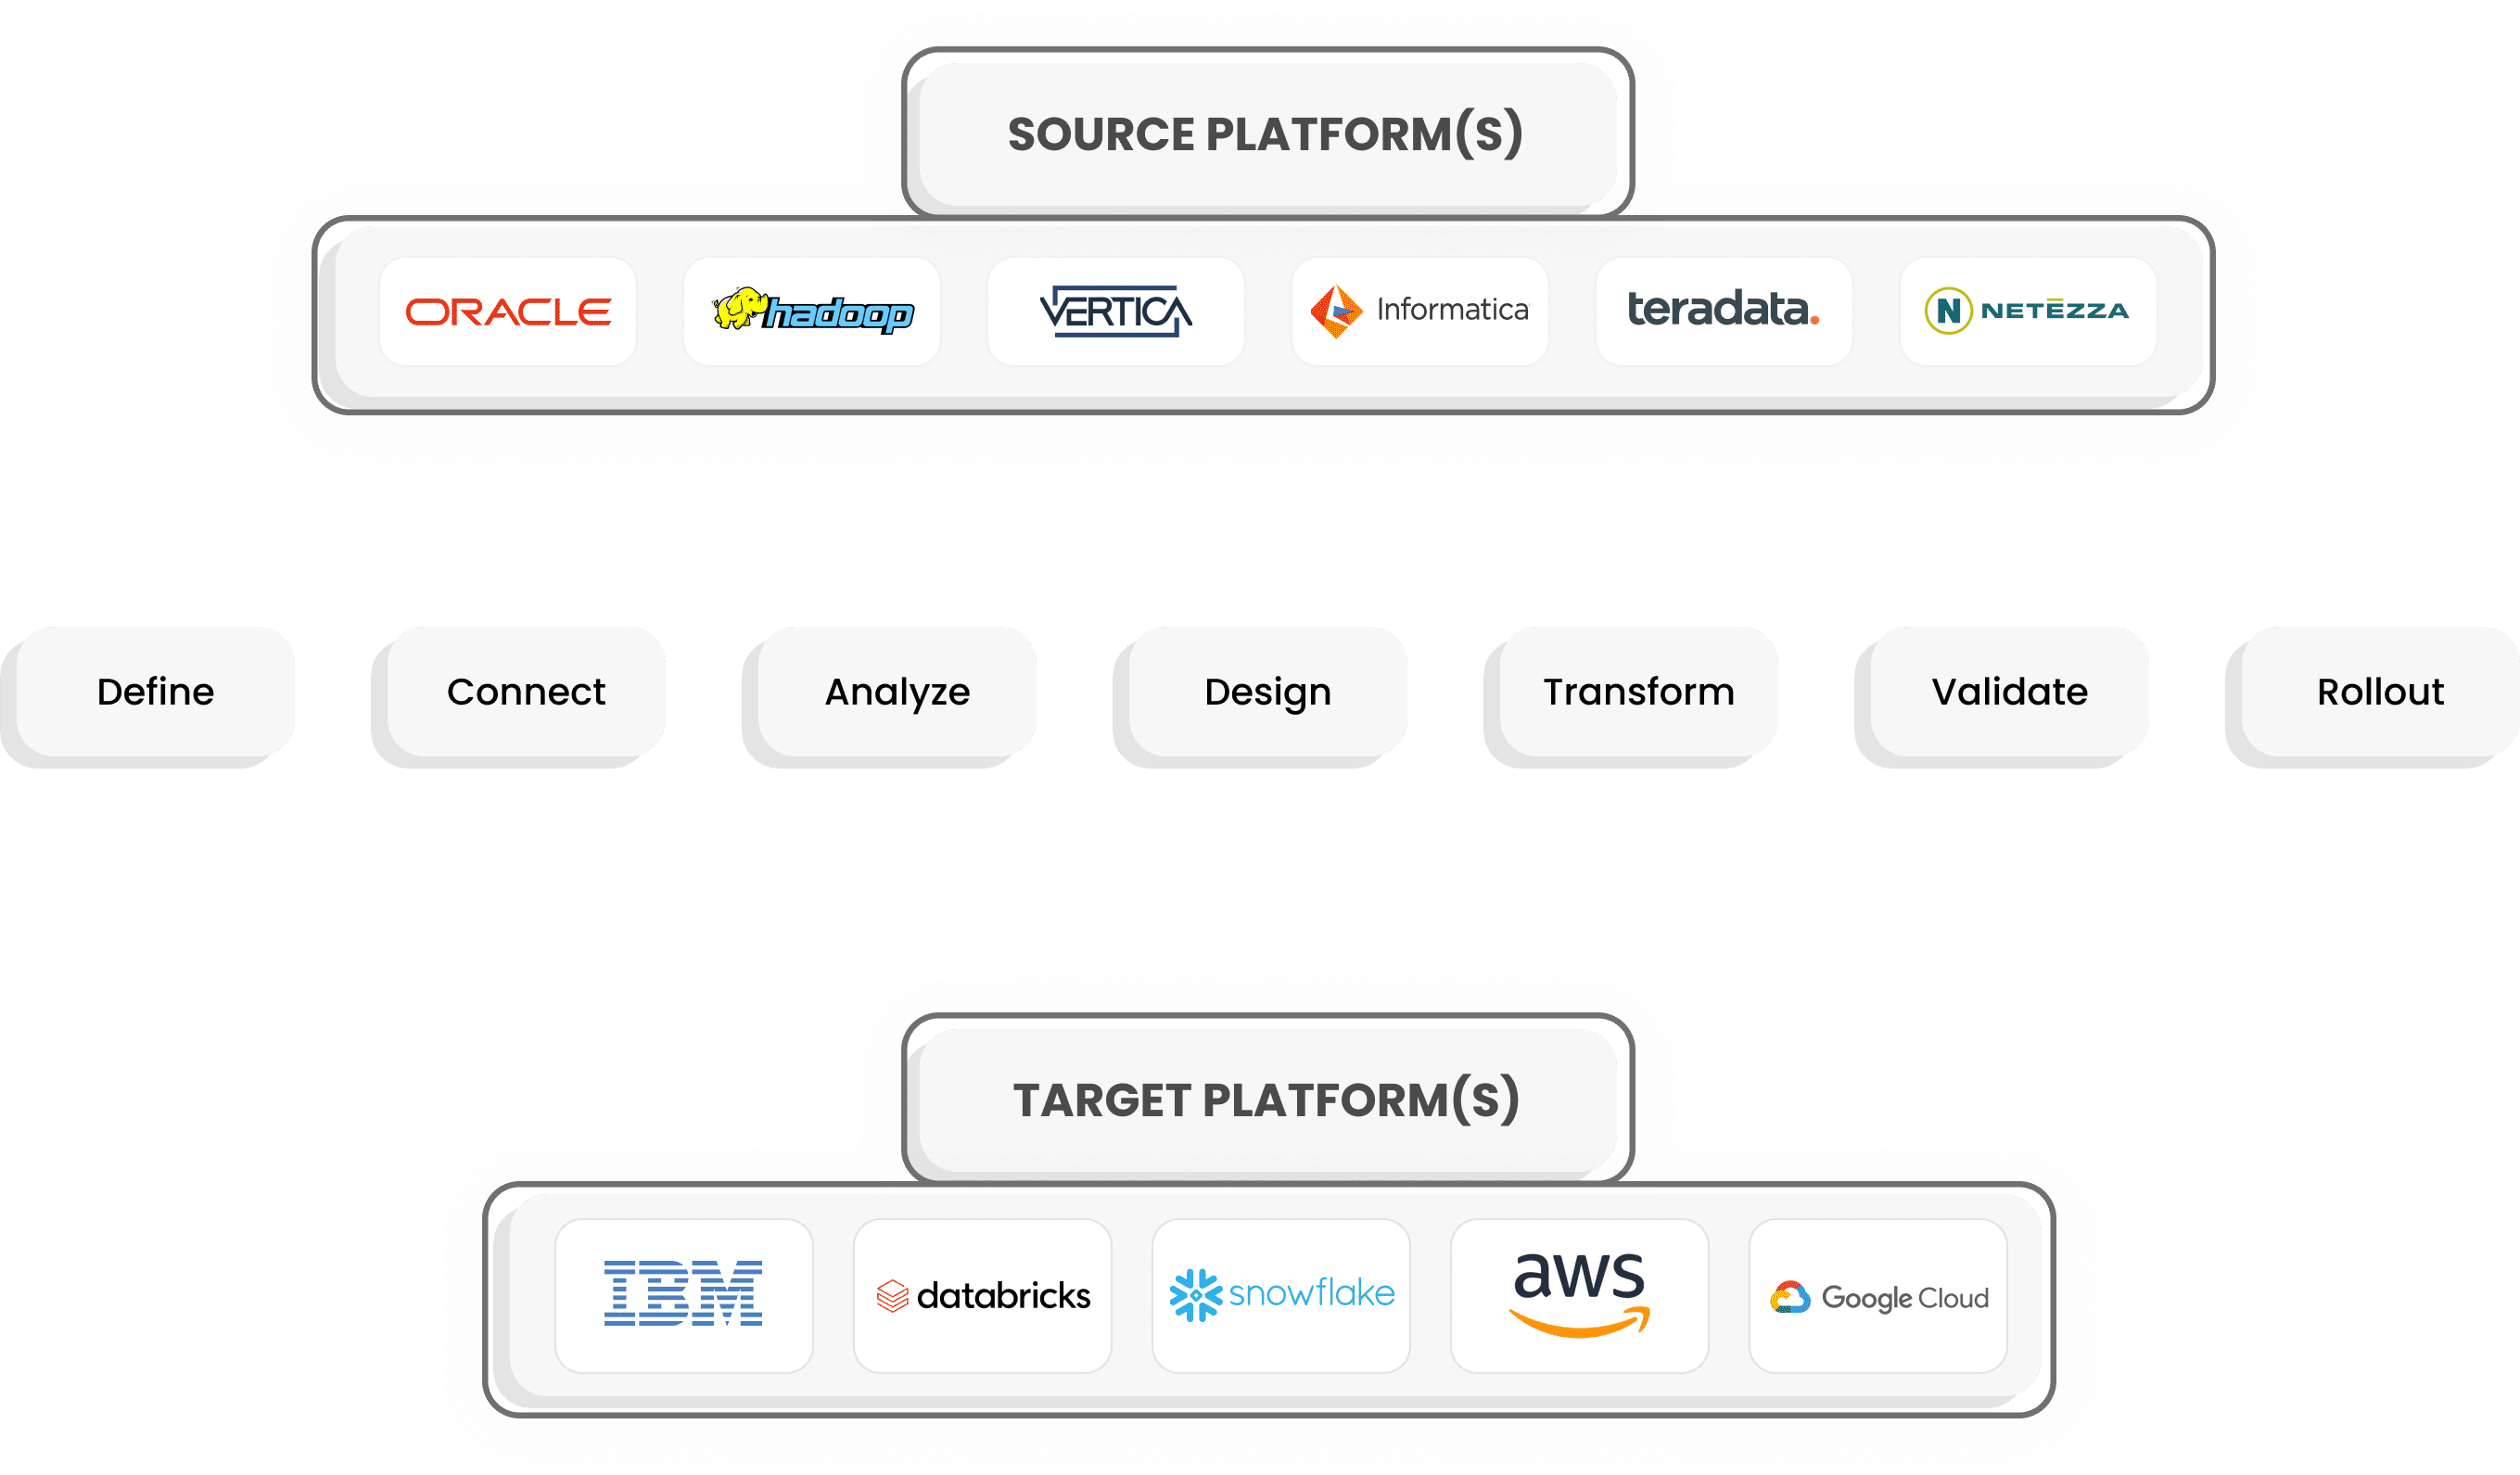 SOURCE PLATFORM(S)
ORACLE
hadoop
VERTICA
Informatica
teradata.
N NETĒZZA
Define
Connect
Analyze
Design
Transform
Validate
Rollout
TARGET PLATFORM(S)
IBM
databricks
snowflake
aws
Google Cloud